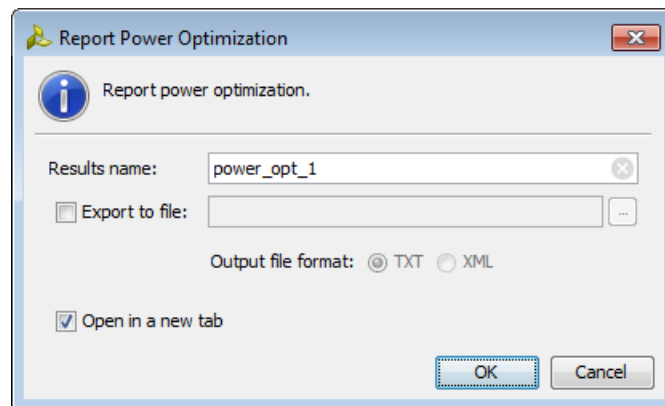 Report Power Optimization
Report power optimization.
Results name: power_opt_1
Export to file: ...
Output file format: TXT XML
Open in a new tab
OK Cancel